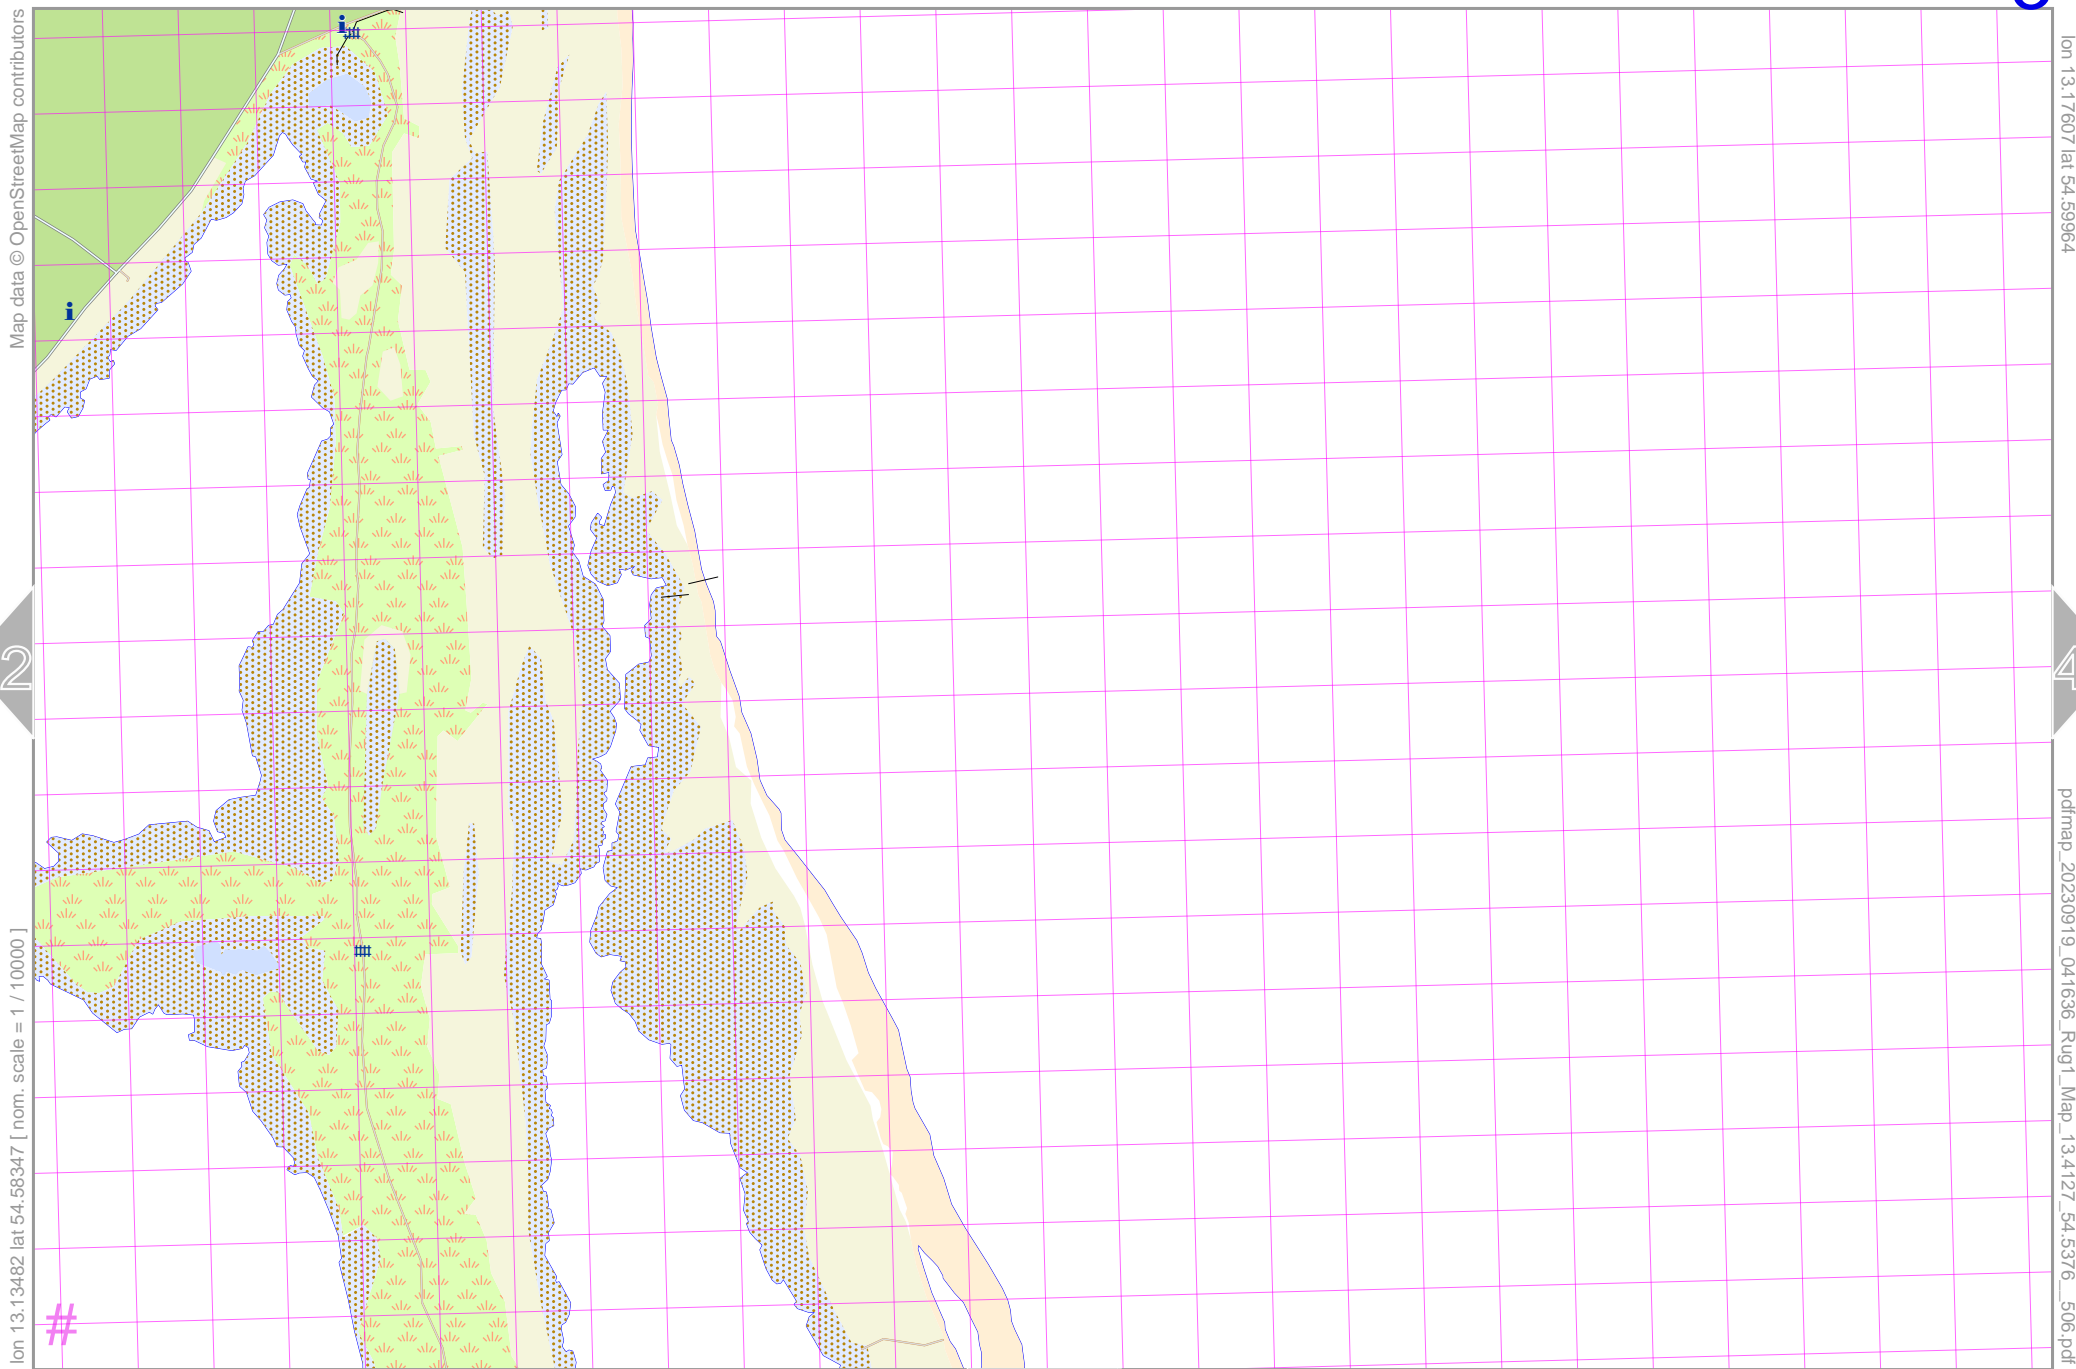 Map data © OpenStreetMap contributors
lon 13.13482 lat 54.58347 [ nom. scale = 1 / 10000 ]
i
i
2
#
lon 13.17607 lat 54.59964
4
pdfmap_20230919_041636_Rug1_Map_13.4127_54.5376__506.pdf